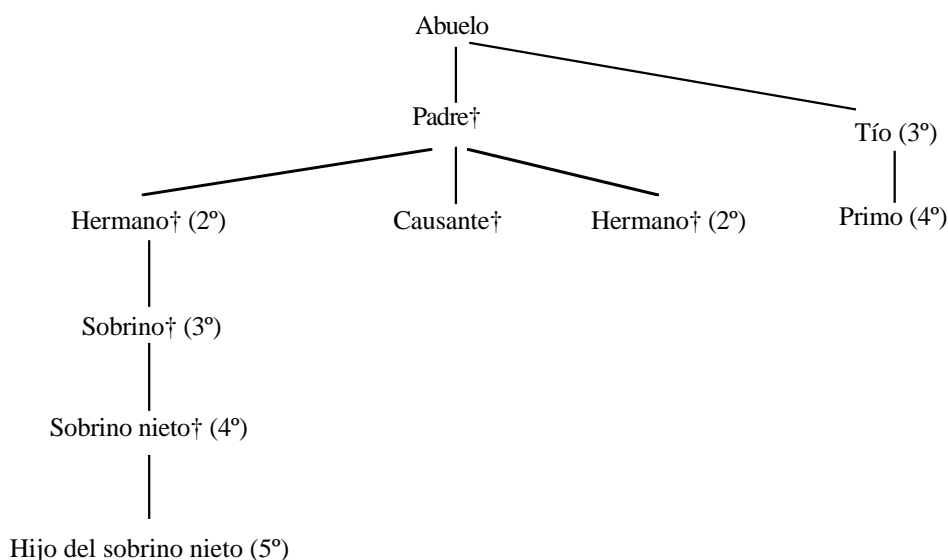 Abuelo
Padre†
Tío (3º)
Hermano† (2º)
Causante†
Hermano† (2º)
Primo (4º)
Sobrino† (3º)
Sobrino nieto† (4º)
Hijo del sobrino nieto (5º)